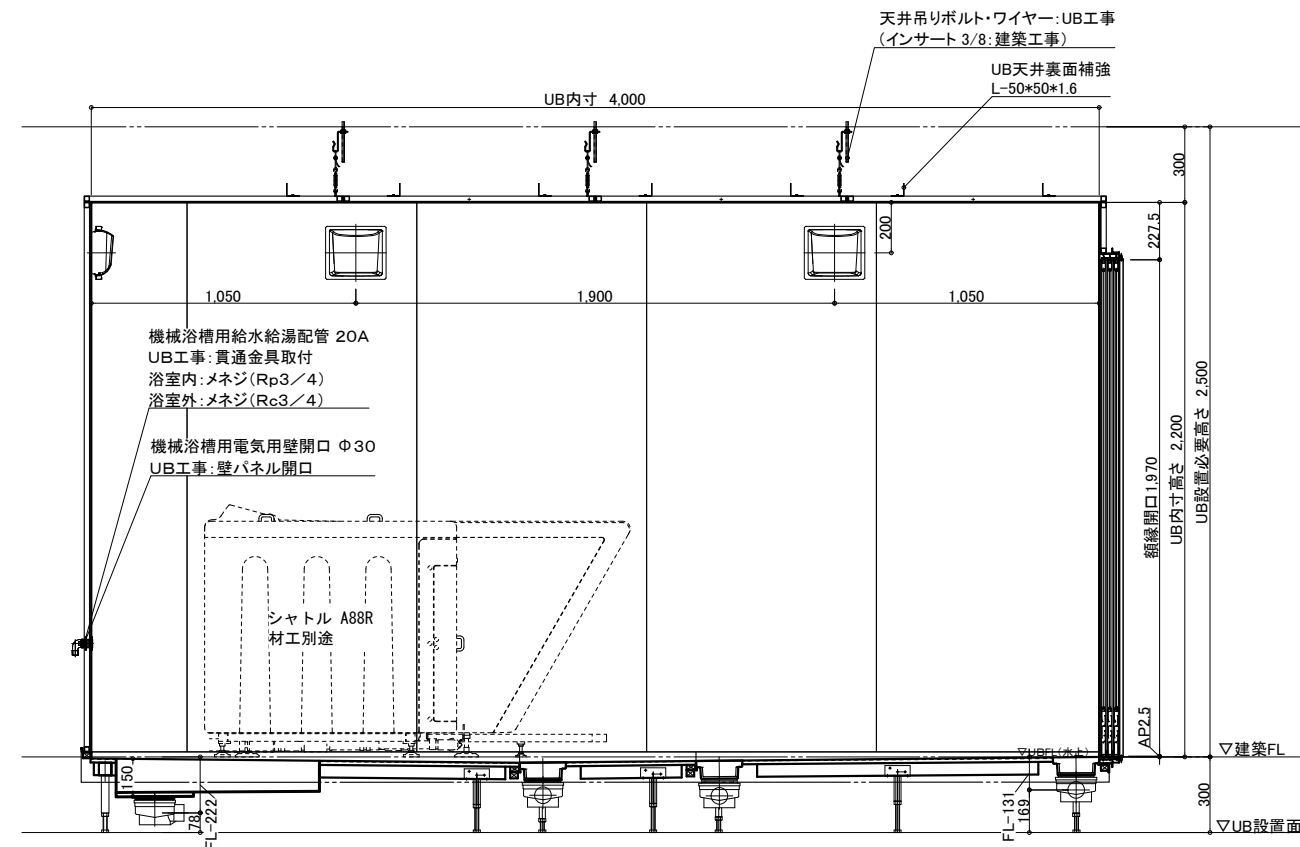 天井吊りボルト・ワイヤー:UB工事
(インサート 3/8:建築工事)
UB天井裏面補強
L-50*50*1.6
UB内寸 4,000
300
200
227.5
1,050
1,900
1,050
機械浴槽用給水給湯配管 20A
UB工事:貫通金具取付
浴室内:メネジ(Rp3/4)
浴室外:メネジ(Rc3/4)
機械浴槽用電気用壁開口 Φ30
UB工事:壁パネル開口
額縁開口1,970
UB内寸高さ 2,200
UB設置必要高さ 2,500
シャトル A88R
材工別途
AP2.5
▽UBFL(水上)
▽建築FL
150
78
FL-222
FL-131
169
300
▽UB設置面